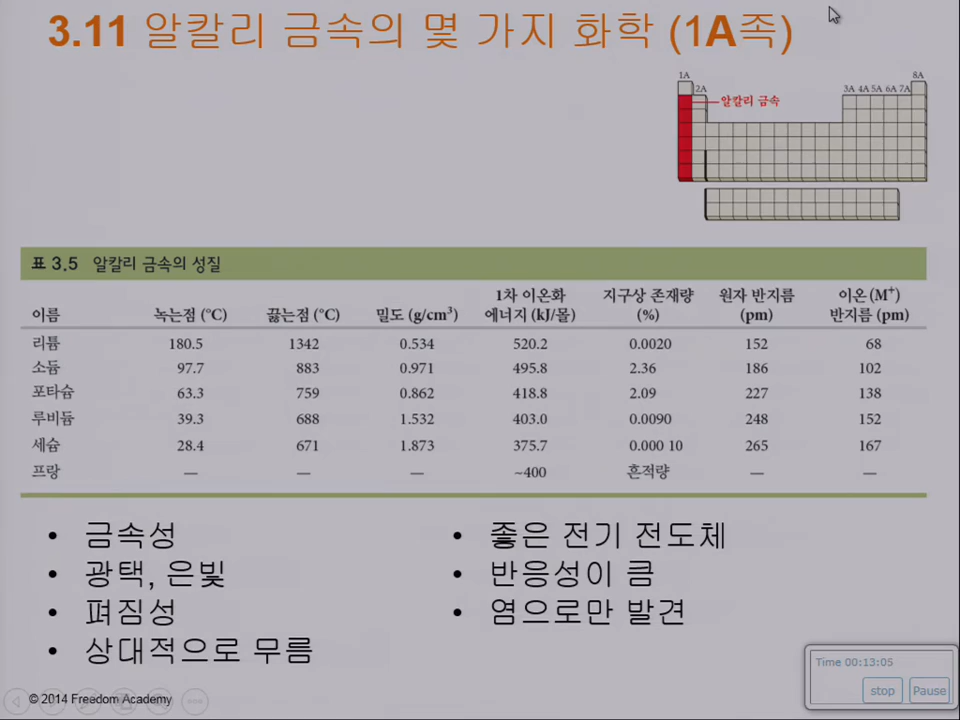 3.11 알칼리 금속의 몇 가지 화학 (1A족)
1A
8A
2A
3A 4A 5A 6A 7A
알칼리 금속
표 3.5 알칼리 금속의 성질
이름 녹는점 (°C) 끓는점 (°C) 밀도 (g/cm³) 1차 이온화 에너지 (kJ/몰) 지구상 존재량 (%) 원자 반지름 (pm) 이온(M⁺) 반지름 (pm)
리튬 180.5 1342 0.534 520.2 0.0020 152 68
소듐 97.7 883 0.971 495.8 2.36 186 102
포타슘 63.3 759 0.862 418.8 2.09 227 138
루비듐 39.3 688 1.532 403.0 0.0090 248 152
세슘 28.4 671 1.873 375.7 0.000 10 265 167
프랑 — — — ~400 흔적량 — —
• 금속성
• 광택, 은빛
• 펴짐성
• 상대적으로 무름
• 좋은 전기 전도체
• 반응성이 큼
• 염으로만 발견
Time 00:13:05
stop Pause
© 2014 Freedom Academy